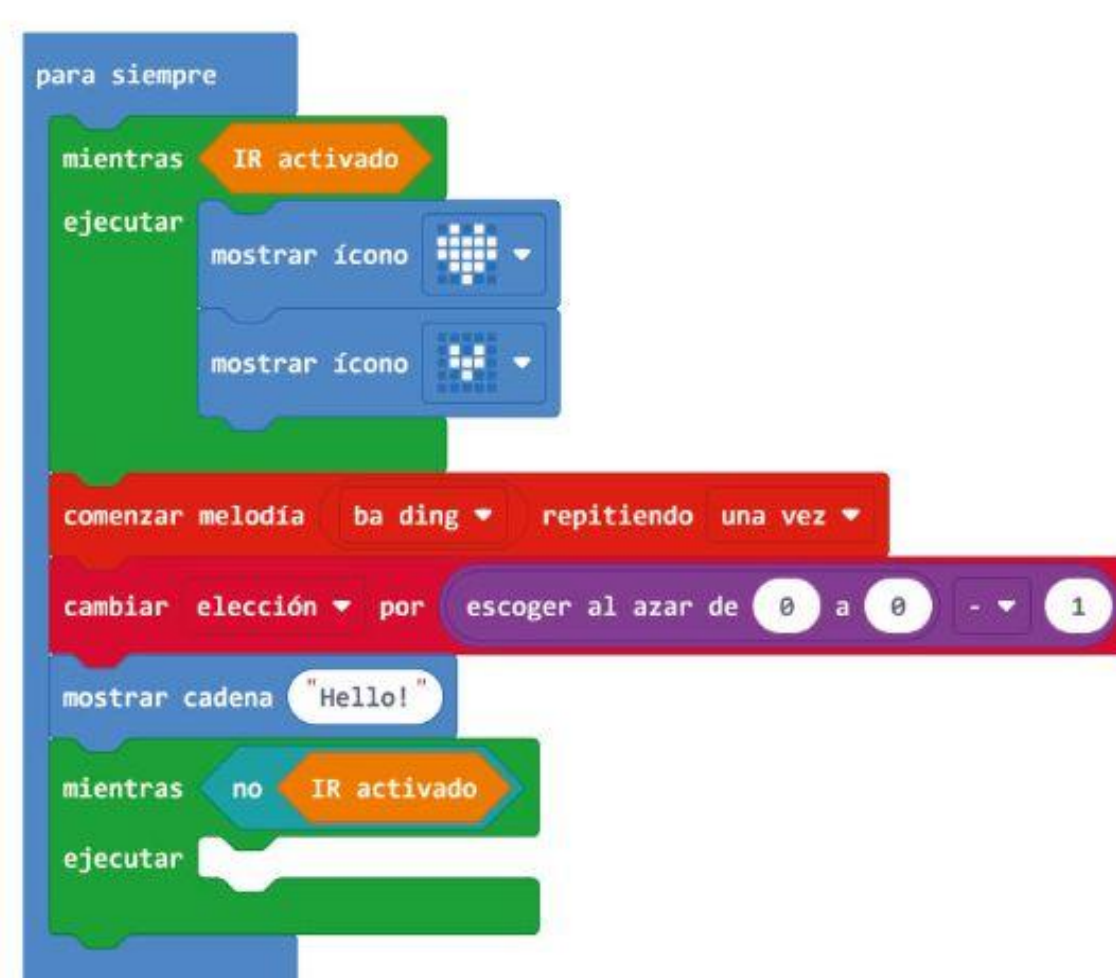 para siempre
mientras IR activado
ejecutar
mostrar ícono
mostrar ícono
comenzar melodía ba ding repitiendo una vez
cambiar elección por escoger al azar de 0 a 0 - 1
mostrar cadena "Hello!"
mientras no IR activado
ejecutar